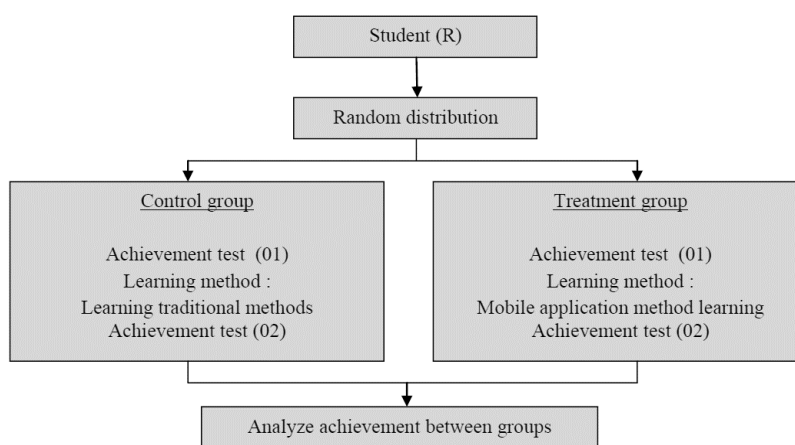 Student (R)
Random distribution
Control group
Achievement test (01)
Learning method :
Learning traditional methods
Achievement test (02)
Treatment group
Achievement test (01)
Learning method :
Mobile application method learning
Achievement test (02)
Analyze achievement between groups